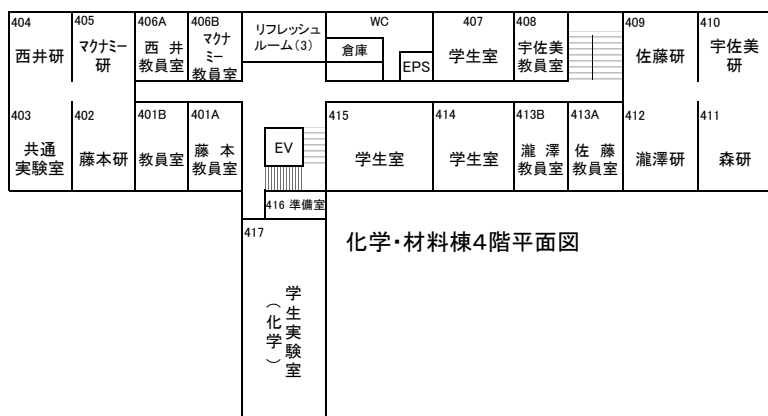 404
西井研
405
マクナミー
研
406A
西 井
教員室
406B
マクナ
ミー
教員室
リフレッシュ
ルーム(3)
WC
倉庫
EPS
407
学生室
408
宇佐美
教員室
409
佐藤研
410
宇佐美
研
403
共通
実験室
402
藤本研
401B
教員室
401A
藤 本
教員室
EV
415
学生室
414
学生室
413B
瀧 澤
教員室
413A
佐 藤
教員室
412
瀧澤研
411
森研
416 準備室
417
学生実験室
(化学)
化学・材料棟4階平面図